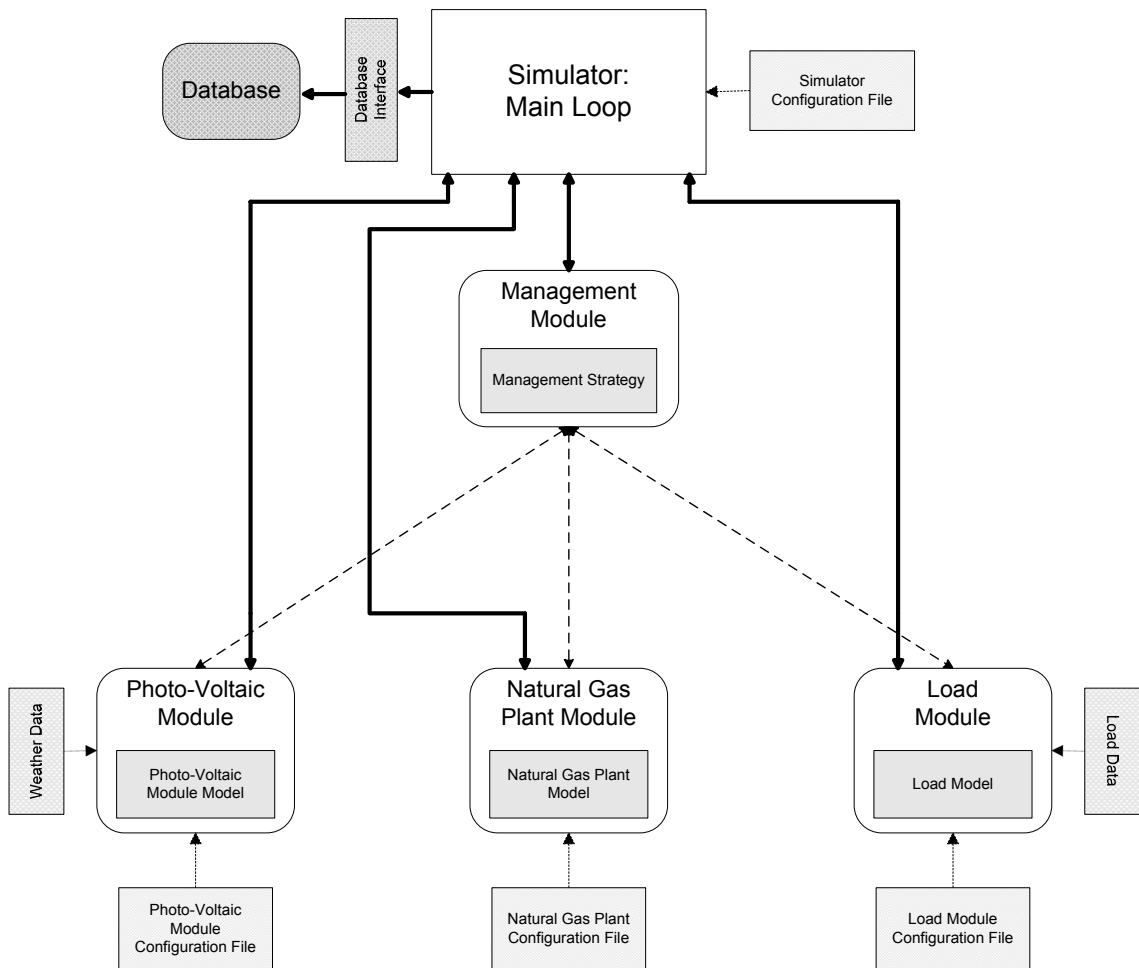 Database
Database
Interface
Simulator:
Main Loop
Simulator
Configuration File
Management
Module
Management Strategy
Weather Data
Photo-Voltaic
Module
Photo-Voltaic
Module Model
Natural Gas
Plant Module
Natural Gas Plant
Model
Load
Module
Load Model
Load Data
Photo-Voltaic
Module
Configuration File
Natural Gas Plant
Configuration File
Load Module
Configuration File